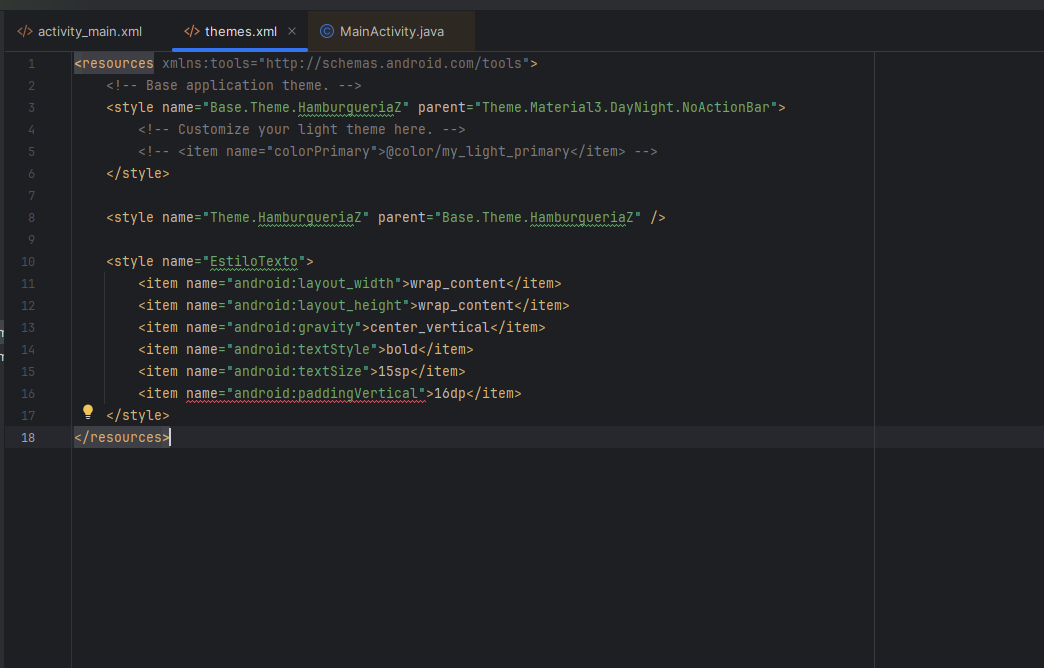 activity_main.xml themes.xml MainActivity.java
1 <resources xmlns:tools="http://schemas.android.com/tools">
2 <!-- Base application theme. -->
3 <style name="Base.Theme.HamburgueriaZ" parent="Theme.Material3.DayNight.NoActionBar">
4 <!-- Customize your light theme here. -->
5 <!-- <item name="colorPrimary">@color/my_light_primary</item> -->
6 </style>
7
8 <style name="Theme.HamburgueriaZ" parent="Base.Theme.HamburgueriaZ" />
9
10 <style name="EstiloTexto">
11 <item name="android:layout_width">wrap_content</item>
12 <item name="android:layout_height">wrap_content</item>
13 <item name="android:gravity">center_vertical</item>
14 <item name="android:textStyle">bold</item>
15 <item name="android:textSize">15sp</item>
16 <item name="android:paddingVertical">16dp</item>
17 </style>
18 </resources>